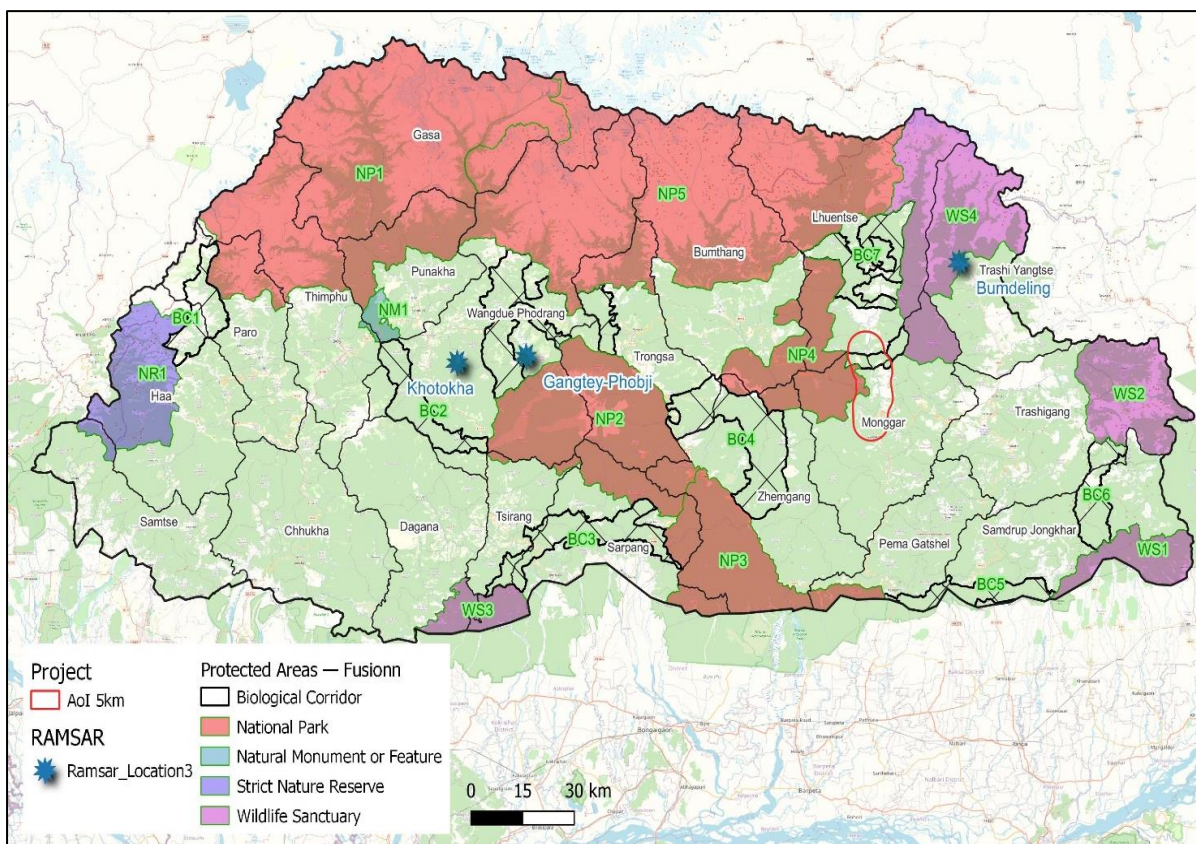 Gasa
NP1
NP5
Lhuentse
WS4
Bumthang
BC7
Punakha
Trashi Yangtse
Bumdeling
Thimphu
NM1
Wangdue Phodrang
BC1
Paro
Trongsa
NP4
Khotokha
Gangtey-Phobji
NR1
Haa
WS2
BC2
NP2
Monggar
Trashigang
BC4
Zhemgang
BC6
Samtse
Chhukha
Dagana
Tsirang
BC3
Sarpang
Pema Gatshel
Samdrup Jongkhar
WS1
NP3
BC5
WS3
Project
AoI 5km
RAMSAR
Ramsar_Location3
Protected Areas — Fusionn
Biological Corridor
National Park
Natural Monument or Feature
Strict Nature Reserve
Wildlife Sanctuary
0 15 30 km
Bongaigaon
Barpeta